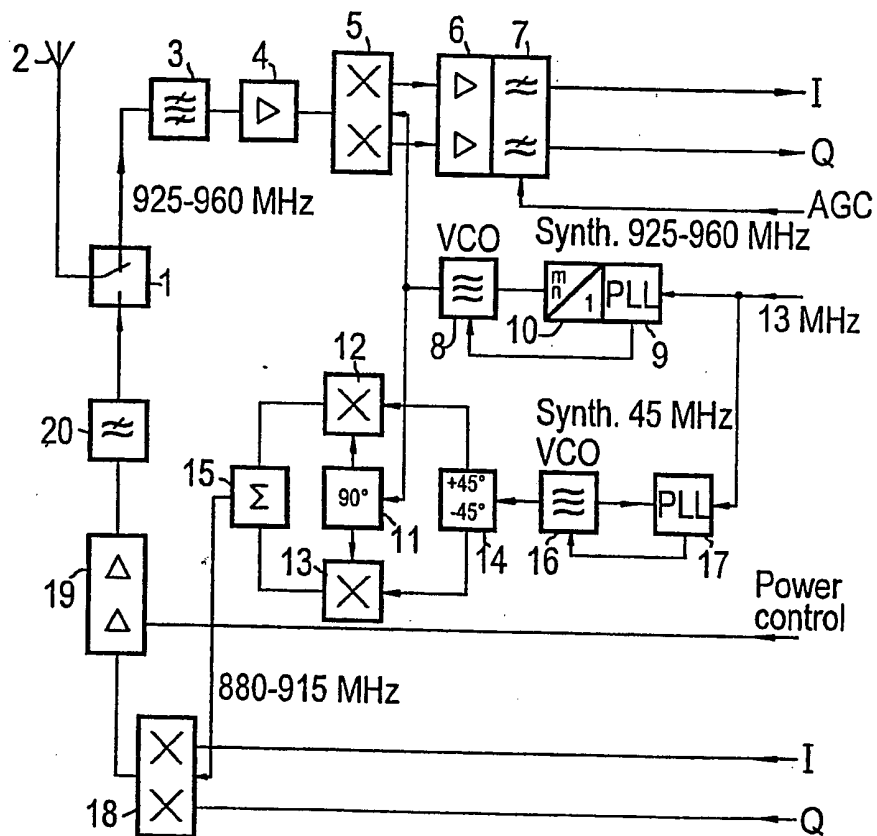 5
6
7
2
3
4
I
Q
925-960 MHz
AGC
VCO
Synth. 925-960 MHz
1
m
n
1
PLL
13 MHz
8
10
9
12
Synth. 45 MHz
VCO
20
15
Σ
90°
+45°
-45°
PLL
11
14
16
17
13
19
Power
control
880-915 MHz
I
18
Q